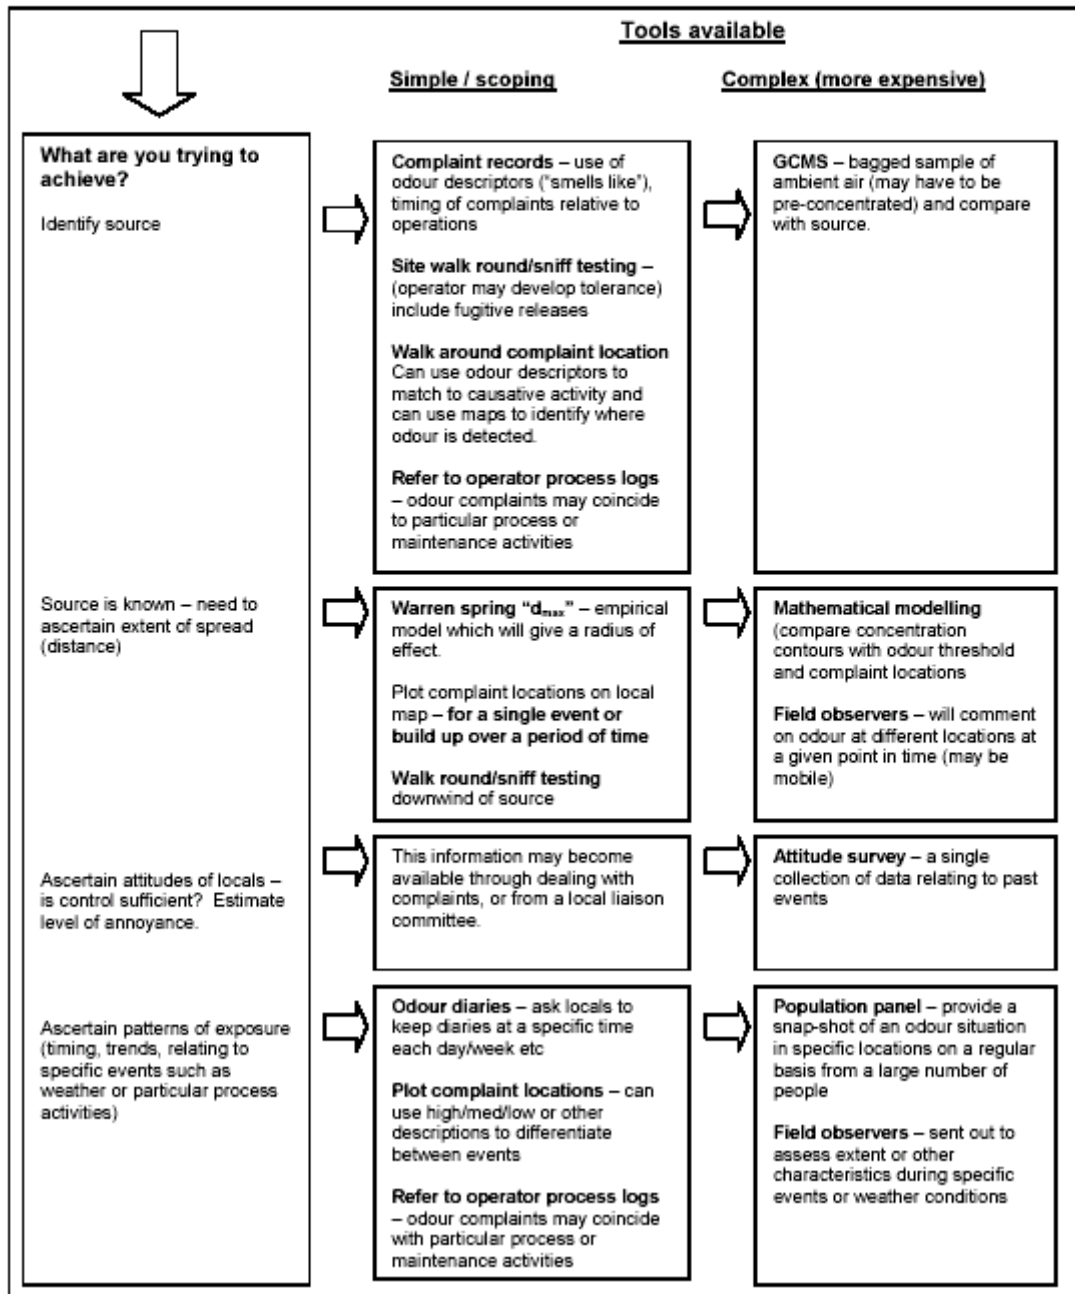 Tools available
Simple / scoping
Complex (more expensive)
What are you trying to
achieve?
Identify source
Complaint records – use of
odour descriptors ("smells like"),
timing of complaints relative to
operations
Site walk round/sniff testing –
(operator may develop tolerance)
include fugitive releases
Walk around complaint location
Can use odour descriptors to
match to causative activity and
can use maps to identify where
odour is detected.
Refer to operator process logs
– odour complaints may coincide
to particular process or
maintenance activities
GCMS – bagged sample of
ambient air (may have to be
pre-concentrated) and compare
with source.
Source is known – need to
ascertain extent of spread
(distance)
Warren spring "dmax" – empirical
model which will give a radius of
effect.
Plot complaint locations on local
map – for a single event or
build up over a period of time
Walk round/sniff testing
downwind of source
Mathematical modelling
(compare concentration
contours with odour threshold
and complaint locations
Field observers – will comment
on odour at different locations at
a given point in time (may be
mobile)
Ascertain attitudes of locals –
is control sufficient? Estimate
level of annoyance.
This information may become
available through dealing with
complaints, or from a local liaison
committee.
Attitude survey – a single
collection of data relating to past
events
Ascertain patterns of exposure
(timing, trends, relating to
specific events such as
weather or particular process
activities)
Odour diaries – ask locals to
keep diaries at a specific time
each day/week etc
Plot complaint locations – can
use high/med/low or other
descriptions to differentiate
between events
Refer to operator process logs
– odour complaints may coincide
with particular process or
maintenance activities
Population panel – provide a
snap-shot of an odour situation
in specific locations on a regular
basis from a large number of
people
Field observers – sent out to
assess extent or other
characteristics during specific
events or weather conditions